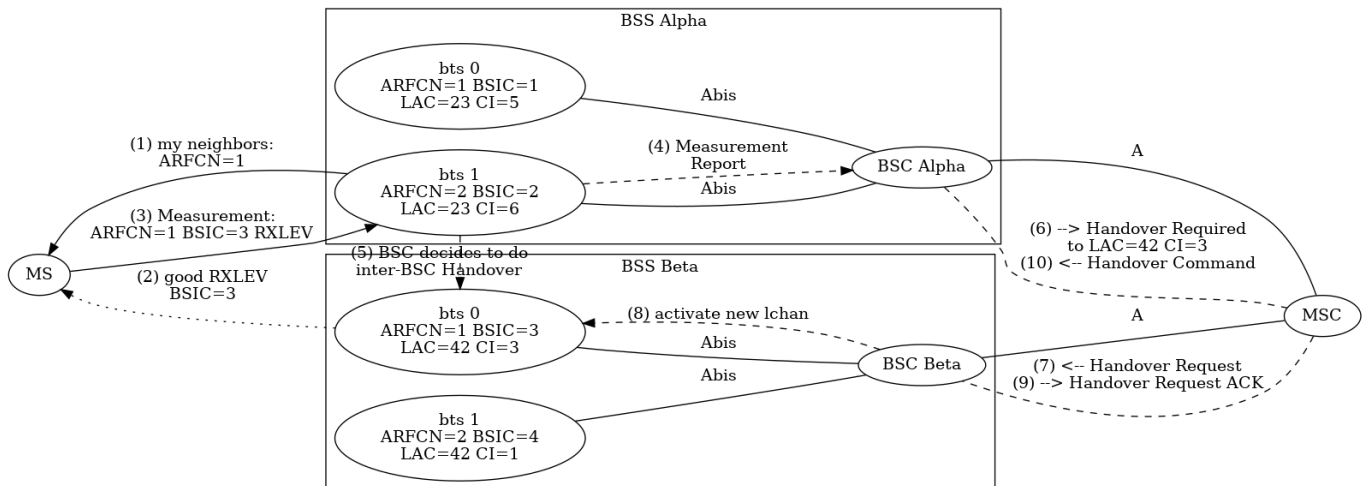 BSS Alpha
bts 0
ARFCN=1 BSIC=1
LAC=23 CI=5
Abis
(1) my neighbors:
ARFCN=1
(4) Measurement
Report
A
BSC Alpha
bts 1
ARFCN=2 BSIC=2
LAC=23 CI=6
Abis
(3) Measurement:
ARFCN=1 BSIC=3 RXLEV
(6) --> Handover Required
to LAC=42 CI=3
(10) <-- Handover Command
(5) BSC decides to do
inter-BSC Handover
MS
(2) good RXLEV
BSIC=3
BSS Beta
bts 0
ARFCN=1 BSIC=3
LAC=42 CI=3
(8) activate new lchan
A
MSC
Abis
BSC Beta
(7) <-- Handover Request
(9) --> Handover Request ACK
Abis
bts 1
ARFCN=2 BSIC=4
LAC=42 CI=1